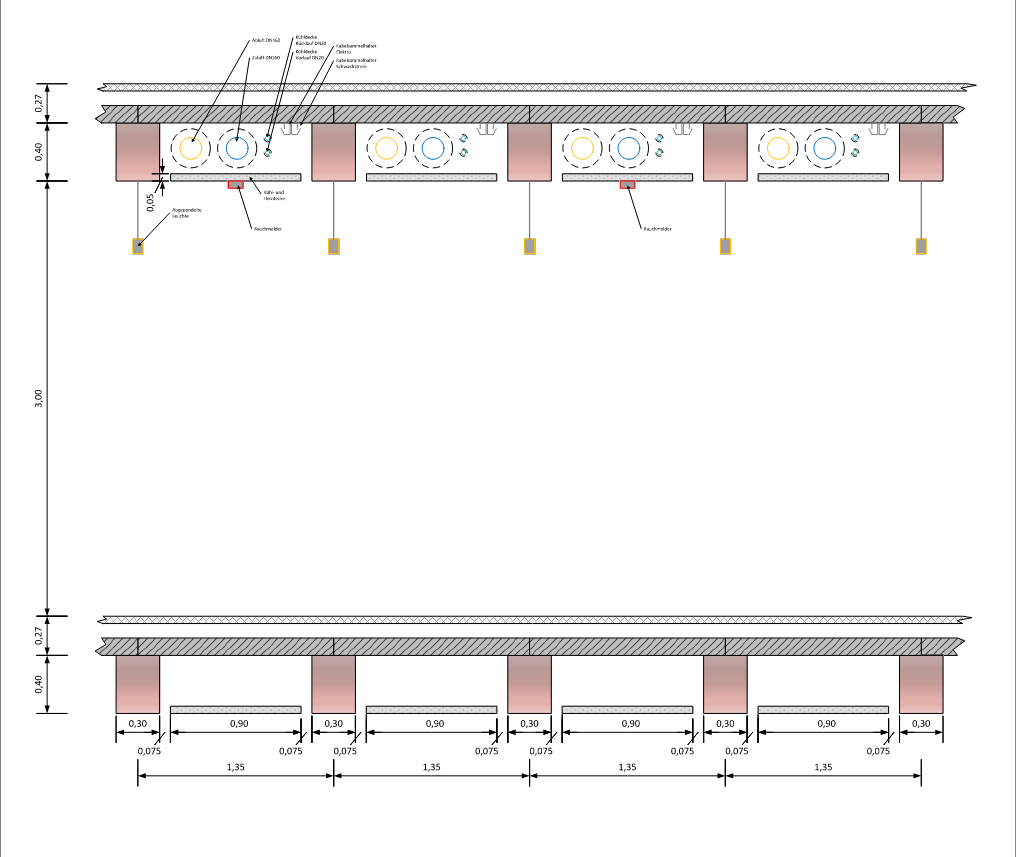 Abluft DN160
Zuluft DN160
Kühldecke
Rücklauf DN20
Kühldecke
Vorlauf DN20
Kabelsammelhalter
Elektro
Kabelsammelhalter
Schwachstrom
0,27
0,40
0,05
Kühl- und
Heizdecke
Abgependelte
Leuchte
Rauchmelder
Rauchmelder
3,00
0,27
0,40
0,30
0,90
0,30
0,90
0,30
0,90
0,30
0,90
0,30
0,075
0,075
0,075
0,075
0,075
0,075
0,075
0,075
1,35
1,35
1,35
1,35